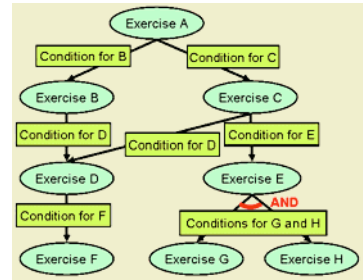 Exercise A
Condition for B
Condition for C
Exercise B
Exercise C
Condition for D
Condition for D
Condition for E
Exercise D
Exercise E
AND
Condition for F
Conditions for G and H
Exercise F
Exercise G
Exercise H